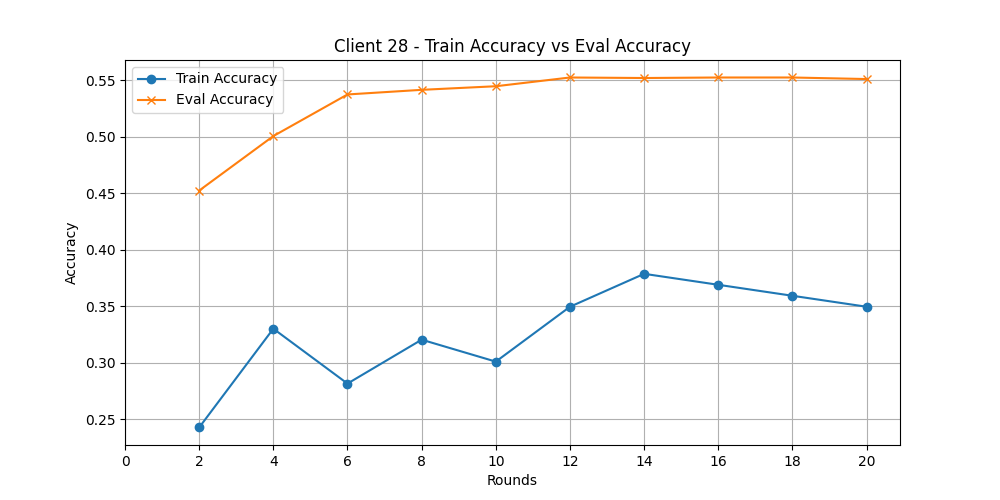 Client 28 - Train Accuracy vs Eval Accuracy
Train Accuracy
Eval Accuracy
Accuracy
0.55
0.50
0.45
0.40
0.35
0.30
0.25
0 2 4 6 8 10 12 14 16 18 20
Rounds